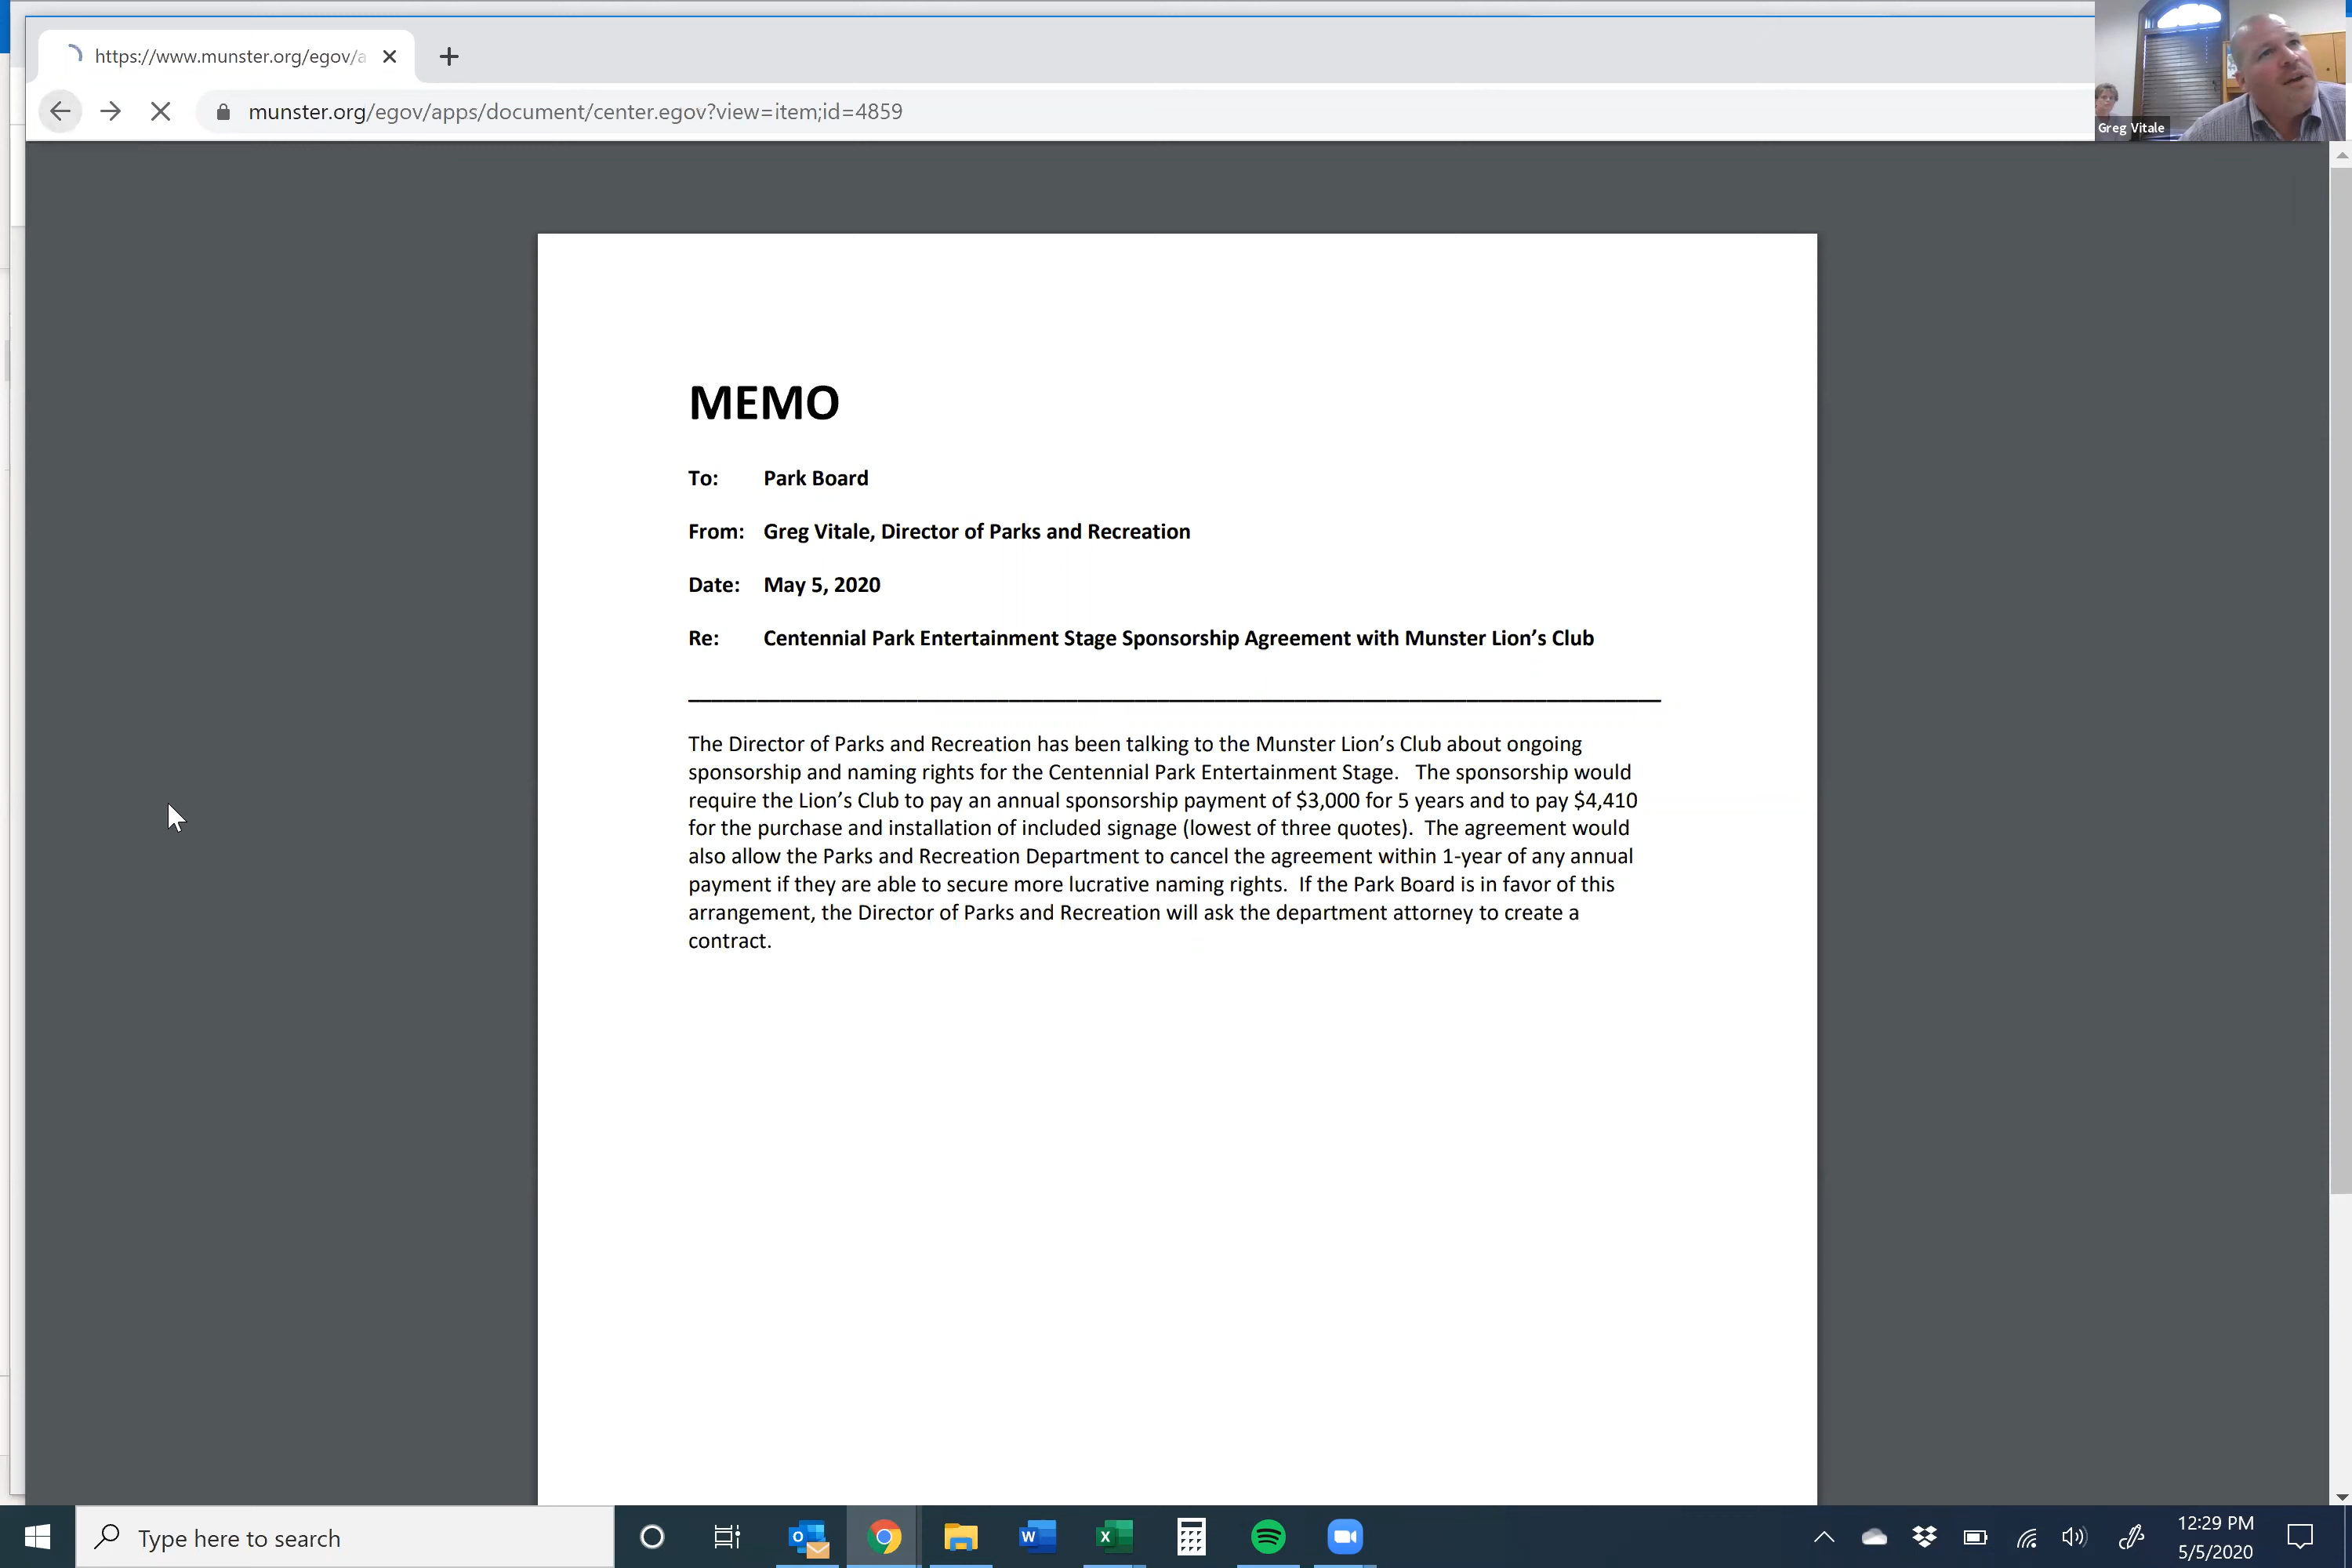 https://www.munster.org/egov/a
munster.org/egov/apps/document/center.egov?view=item;id=4859
Greg Vitale
MEMO
To: Park Board
From: Greg Vitale, Director of Parks and Recreation
Date: May 5, 2020
Re: Centennial Park Entertainment Stage Sponsorship Agreement with Munster Lion’s Club
The Director of Parks and Recreation has been talking to the Munster Lion’s Club about ongoing
sponsorship and naming rights for the Centennial Park Entertainment Stage. The sponsorship would
require the Lion’s Club to pay an annual sponsorship payment of $3,000 for 5 years and to pay $4,410
for the purchase and installation of included signage (lowest of three quotes). The agreement would
also allow the Parks and Recreation Department to cancel the agreement within 1-year of any annual
payment if they are able to secure more lucrative naming rights. If the Park Board is in favor of this
arrangement, the Director of Parks and Recreation will ask the department attorney to create a
contract.
Type here to search
12:29 PM
5/5/2020